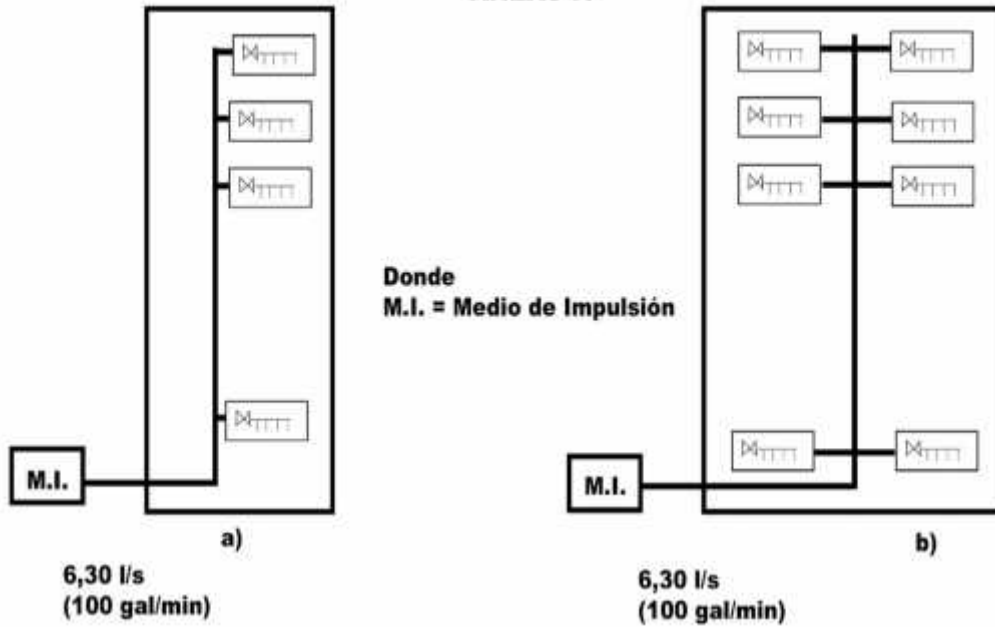 Donde
M.I. = Medio de Impulsión
M.I.
a)
6,30 l/s
(100 gal/min)
M.I.
b)
6,30 l/s
(100 gal/min)